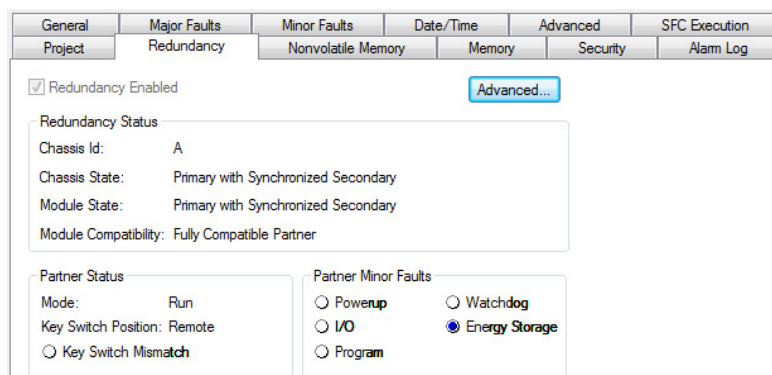 General Major Faults Minor Faults Date/Time Advanced SFC Execution
Project Redundancy Nonvolatile Memory Memory Security Alarm Log
Redundancy Enabled Advanced...
Redundancy Status
Chassis Id: A
Chassis State: Primary with Synchronized Secondary
Module State: Primary with Synchronized Secondary
Module Compatibility: Fully Compatible Partner
Partner Status Partner Minor Faults
Mode: Run Powerup Watchdog
Key Switch Position: Remote I/O Energy Storage
Key Switch Mismatch Program